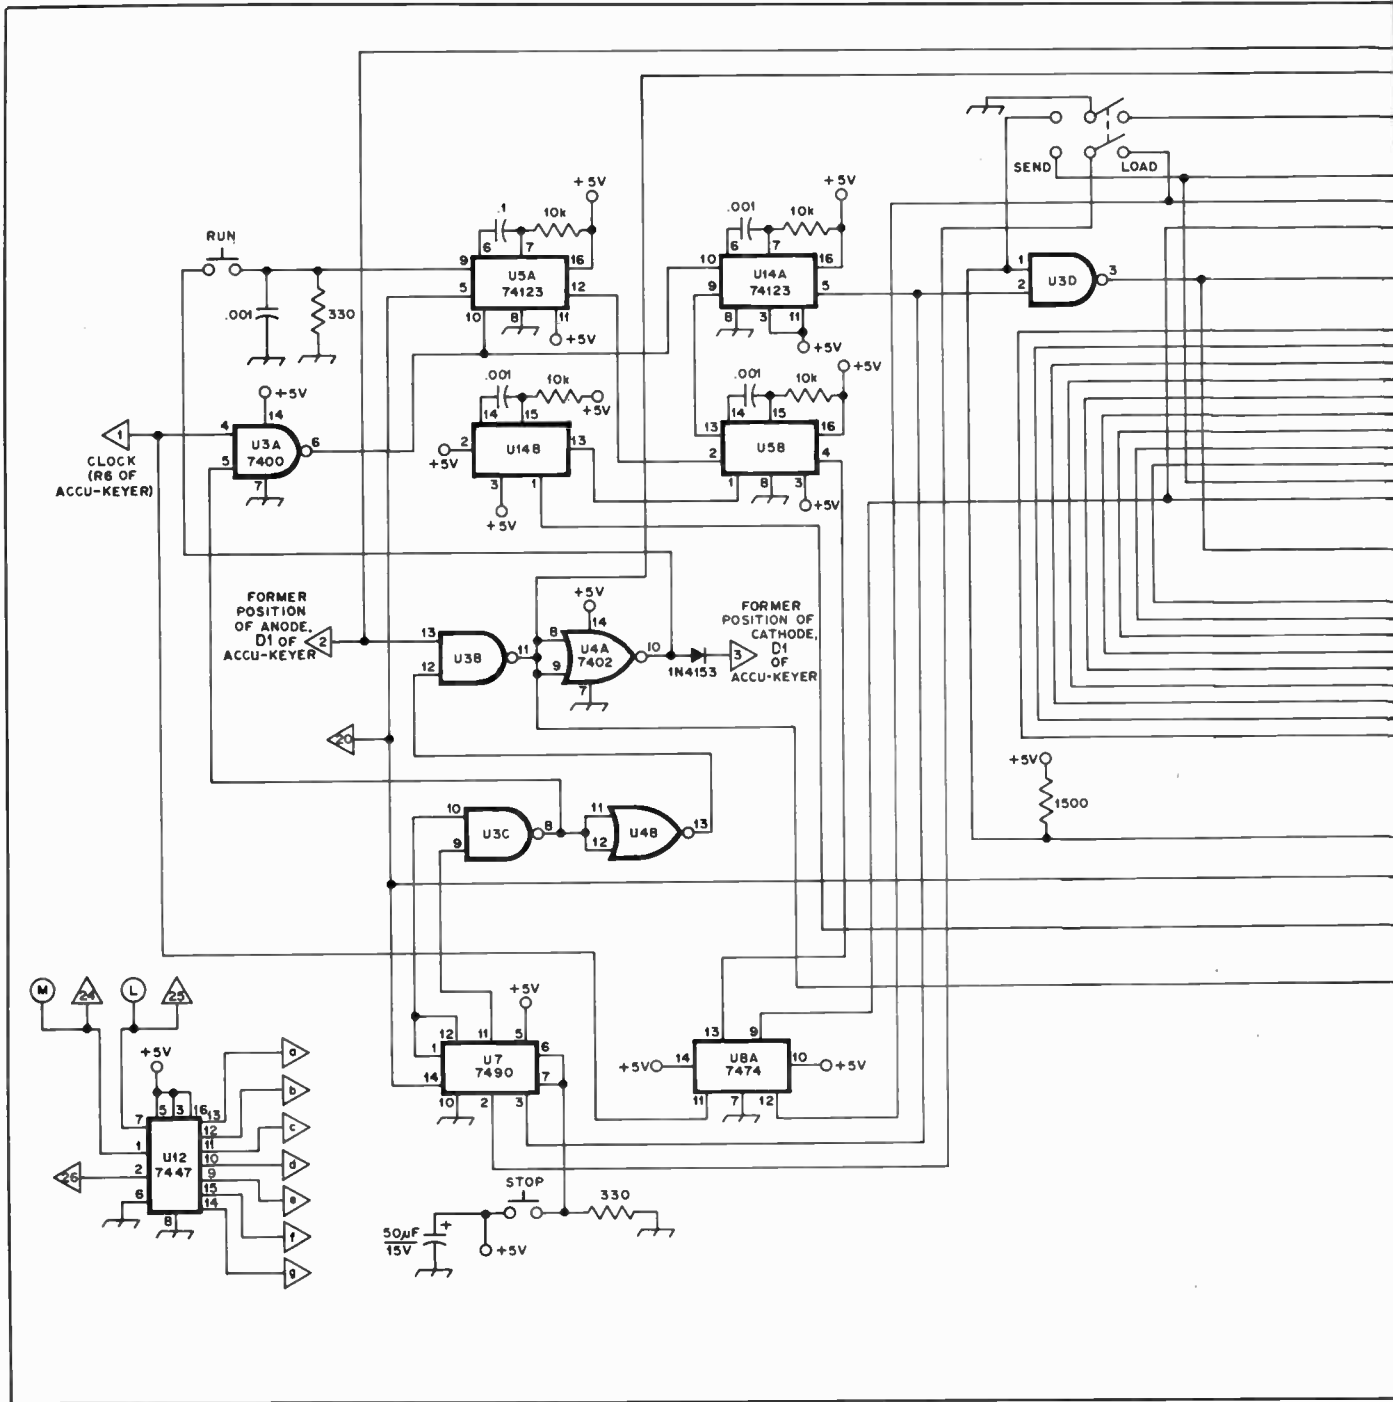 SEND LOAD
+5V
.1 10k
6 7
RUN
9 U5A 16
5 74123 12
10 8 11
+5V
.001 330
+5V
.001 10k
6 7
10 U14A 16
9 74123 5
8 3 11
+5V
1 U3D 3
2
+5V
14
4 U3A 6
5 7400
7
1
CLOCK
(R6 OF
ACCU-KEYER)
.001 10k
+5V
14 15
2 U14B 13
+5V
3 1
+5V
+5V
.001 10k
14 15
13 U5B 16
2 4
1 8 3
+5V
FORMER
POSITION
OF ANODE,
D1 OF
ACCU-KEYER
2
13 U3B 11
12
+5V
14
8 U4A 10
9 7402
7
1N4153
3
FORMER
POSITION OF
CATHODE,
D1
OF
ACCU-KEYER
20
+5V
1500
10 U3C 8
9
11 U4B 13
12
M 24 L 25
+5V
5 3 16
7 13 a
12 b
1 11 c
U12 10 d
26 2 7447 9 e
6 15 f
8 14 g
+5V
12 11 5
1 U7 6
14 7490 7
10 2 3
13 9
+5V 14 U8A 10 +5V
7474
11 7 12
STOP 330
50µF +
15V
+5V